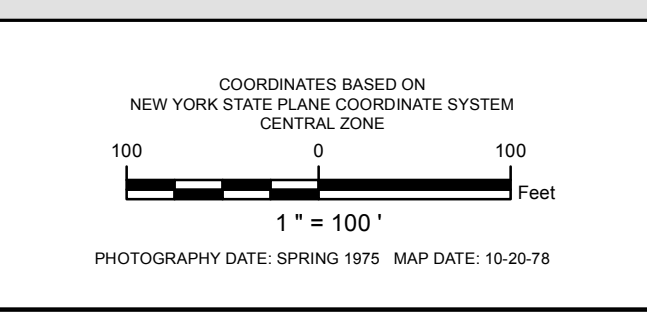 COORDINATES BASED ON
NEW YORK STATE PLANE COORDINATE SYSTEM
CENTRAL ZONE
100 0 100
Feet
1 " = 100 '
PHOTOGRAPHY DATE: SPRING 1975 MAP DATE: 10-20-78